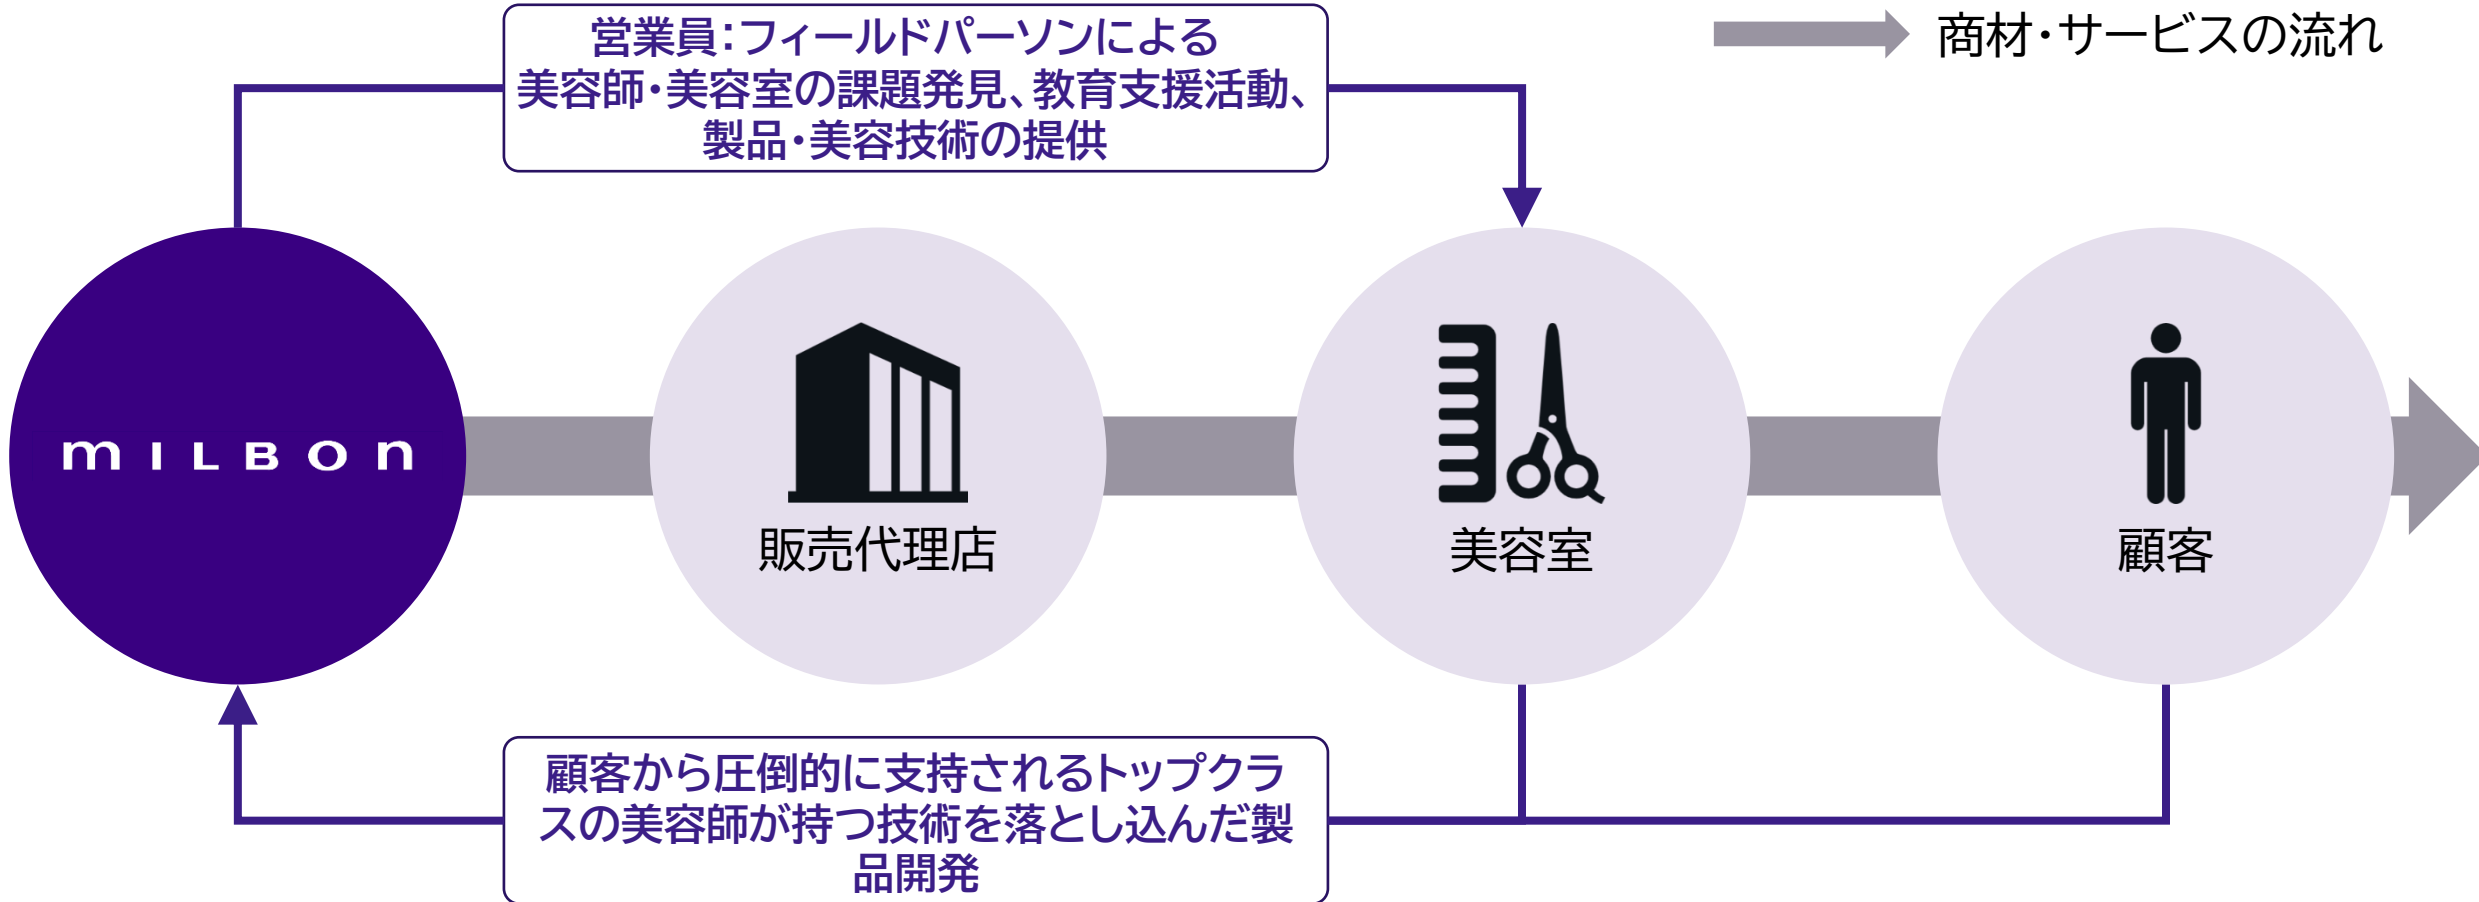 営業員：フィールドパーソンによる
美容師・美容室の課題発見、教育支援活動、
製品・美容技術の提供
商材・サービスの流れ
mILBOn
販売代理店
美容室
顧客
顧客から圧倒的に支持されるトップクラ
スの美容師が持つ技術を落とし込んだ製
品開発